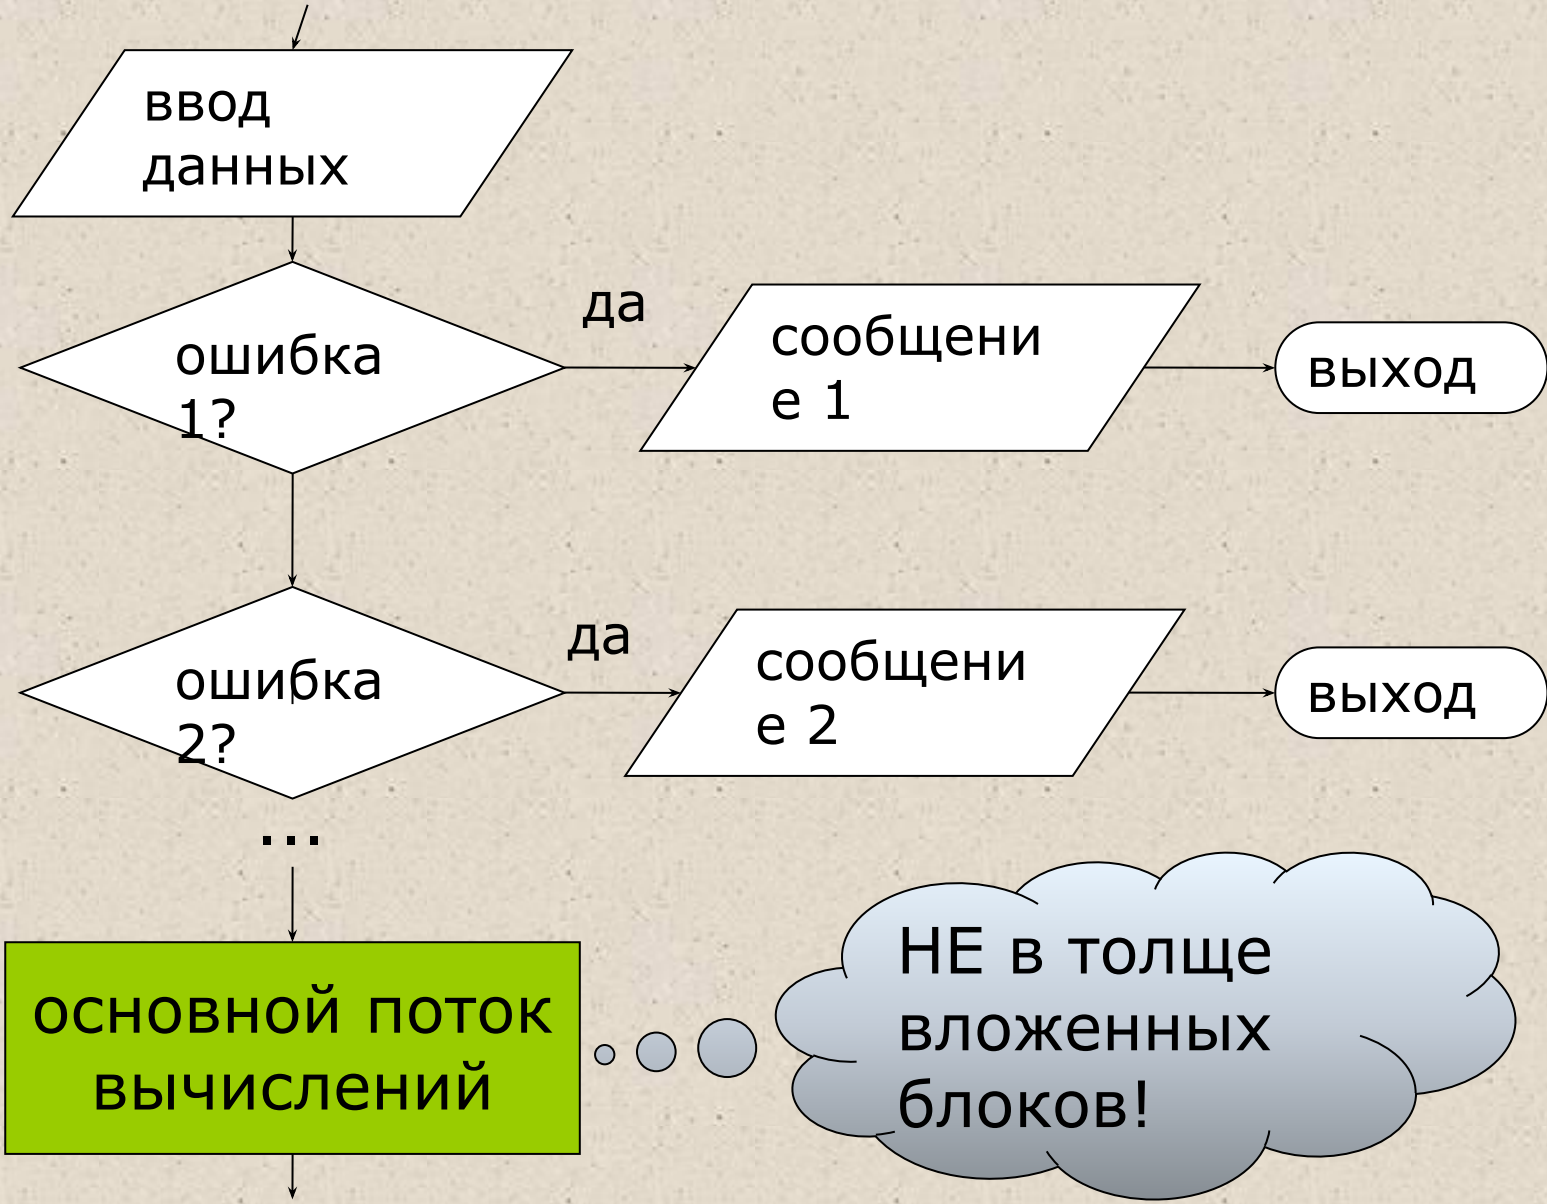 ввод
данных
ошибка
1?
да
сообщени
е 1
выход
ошибка
2?
да
сообщени
е 2
выход
...
основной поток
вычислений
НЕ в толще
вложенных
блоков!